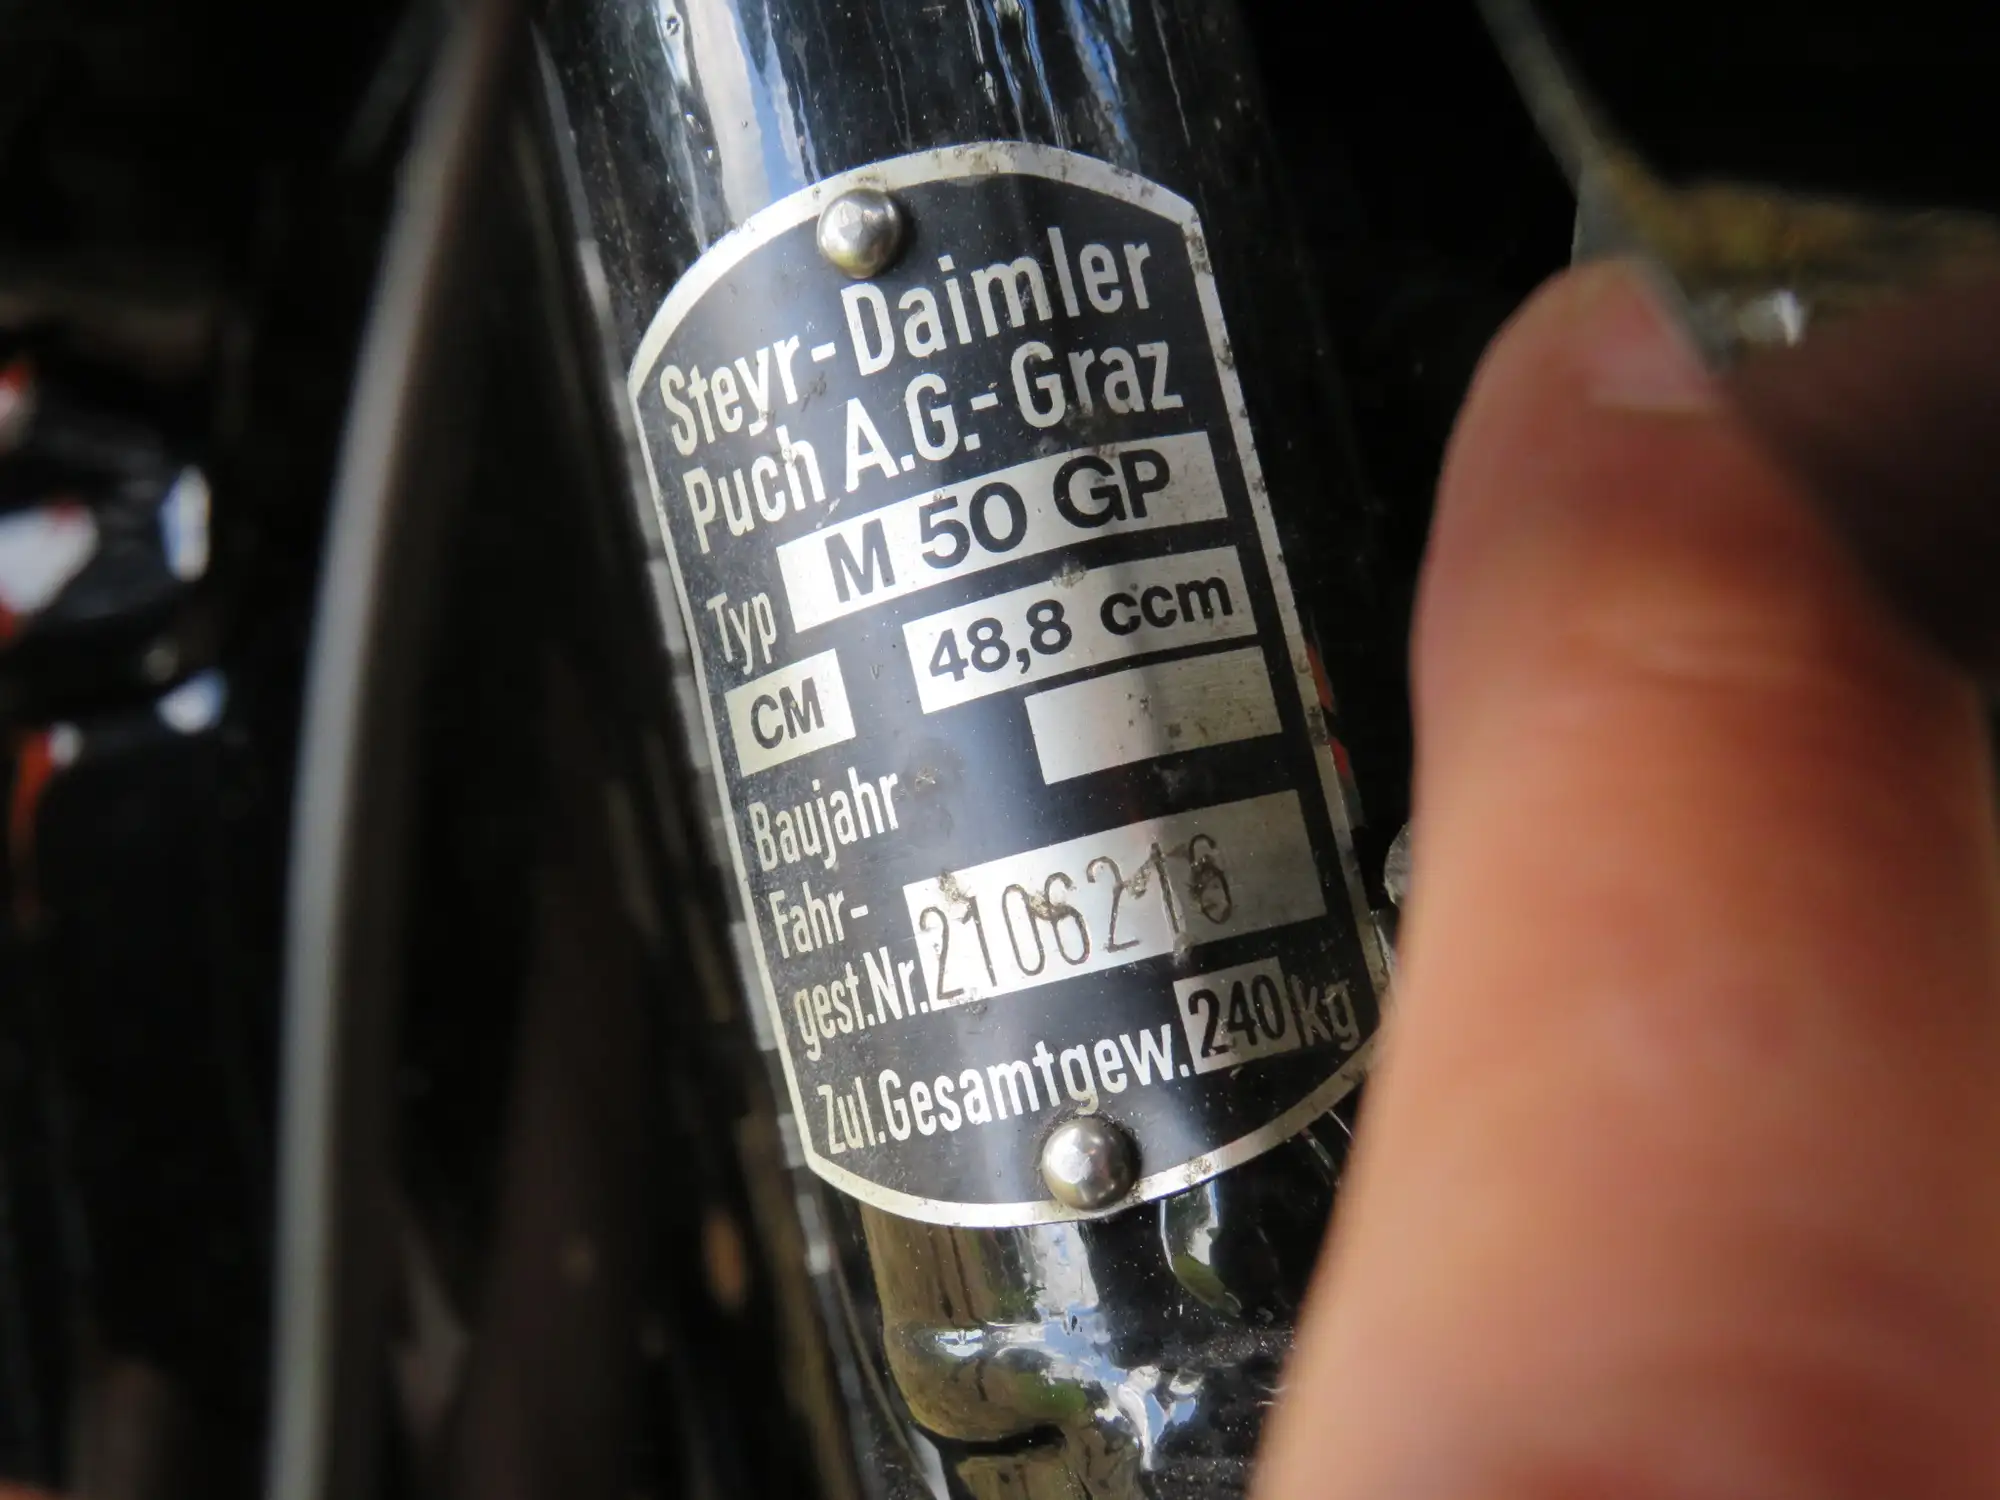 Steyr-Daimler
Puch A.G.-Graz
Typ M 50 GP
CM 48,8 ccm
Baujahr
Fahr-
gest.Nr. 2106216
Zul.Gesamtgew. 240 kg